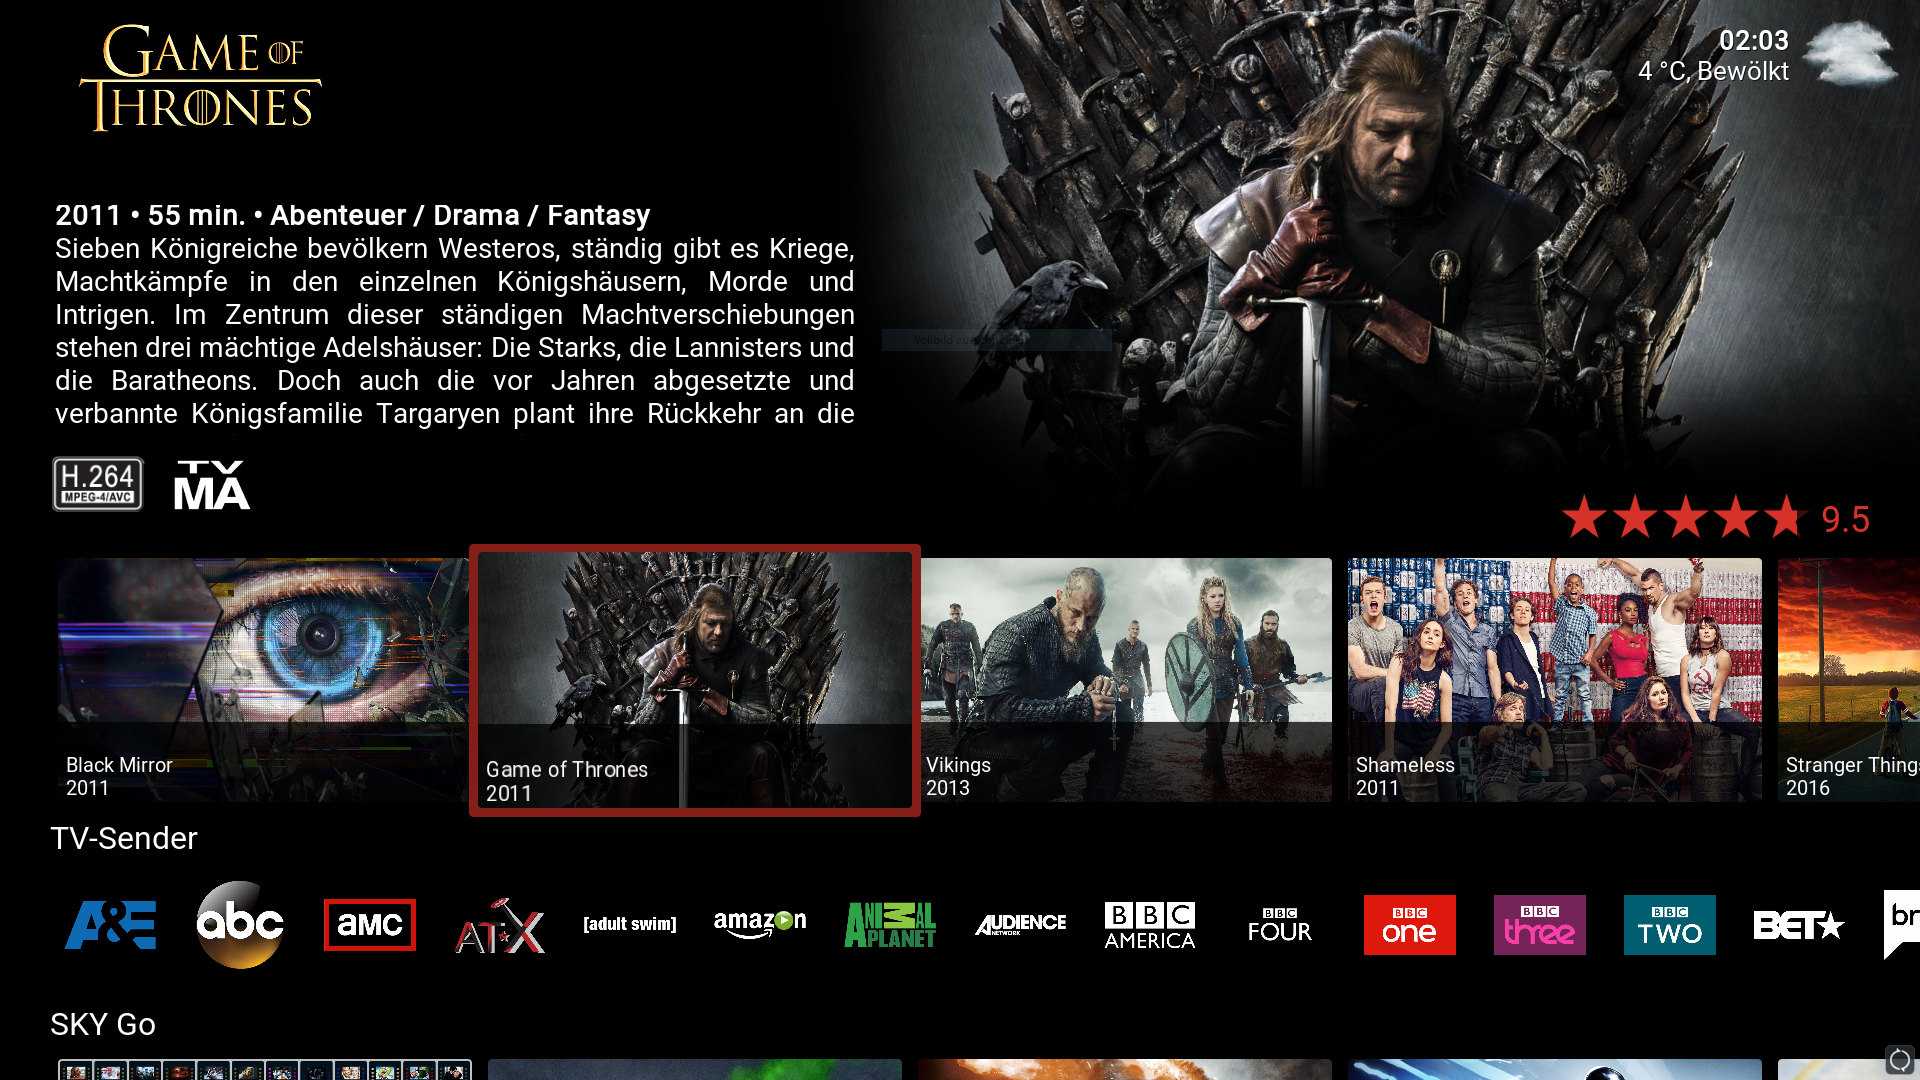 GAME OF
THRONES
02:03
4 °C, Bewölkt
2011 • 55 min. • Abenteuer / Drama / Fantasy
Sieben Königreiche bevölkern Westeros, ständig gibt es Kriege,
Machtkämpfe in den einzelnen Königshäusern, Morde und
Intrigen. Im Zentrum dieser ständigen Machtverschiebungen
stehen drei mächtige Adelshäuser: Die Starks, die Lannisters und
die Baratheons. Doch auch die vor Jahren abgesetzte und
verbannte Königsfamilie Targaryen plant ihre Rückkehr an die
Vollbild
H.264
MPEG-4/AVC
TV
MA
9.5
Black Mirror
2011
Game of Thrones
2011
Vikings
2013
Shameless
2011
Stranger Things
2016
TV-Sender
A&E
abc
aMC
AT-X
[adult swim]
amazon
ANIMAL
PLANET
AUDIENCE
NETWORK
BBC
AMERICA
BBC
FOUR
BBC
one
BBC
three
BBC
TWO
BET★
br
SKY Go